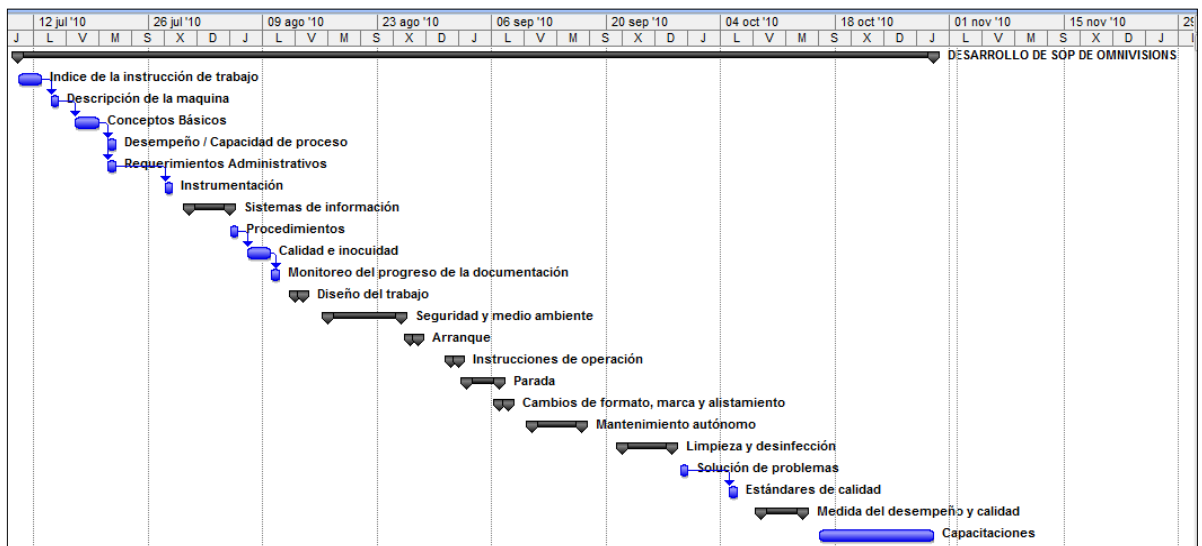 12 jul '10 26 jul '10 09 ago '10 23 ago '10 06 sep '10 20 sep '10 04 oct '10 18 oct '10 01 nov '10 15 nov '10 29
J L V M S X D J L V M S X D J L V M S X D J L V M S X D J L V M S X D J
DESARROLLO DE SOP DE OMNIVISIONS
Indice de la instrucción de trabajo
Descripción de la maquina
Conceptos Básicos
Desempeño / Capacidad de proceso
Requerimientos Administrativos
Instrumentación
Sistemas de información
Procedimientos
Calidad e inocuidad
Monitoreo del progreso de la documentación
Diseño del trabajo
Seguridad y medio ambiente
Arranque
Instrucciones de operación
Parada
Cambios de formato, marca y alistamiento
Mantenimiento autónomo
Limpieza y desinfección
Solución de problemas
Estándares de calidad
Medida del desempeño y calidad
Capacitaciones